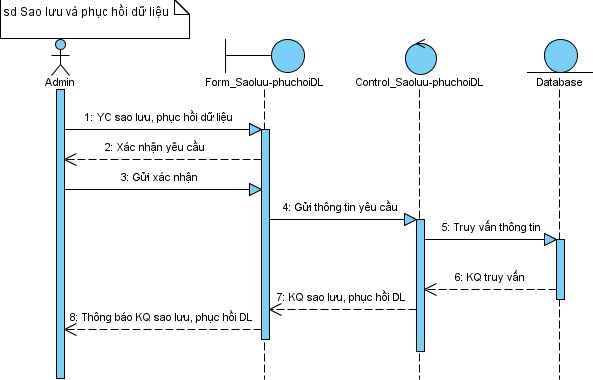 sd Sao lưu và phục hồi dữ liệu
Admin
Form_Saoluu-phuchoiDL
Control_Saoluu-phuchoiDL
Database
1: YC sao lưu, phục hồi dữ liệu
2: Xác nhận yêu cầu
3: Gửi xác nhận
4: Gửi thông tin yêu cầu
5: Truy vấn thông tin
6: KQ truy vấn
7: KQ sao lưu, phục hồi DL
8: Thông báo KQ sao lưu, phục hồi DL